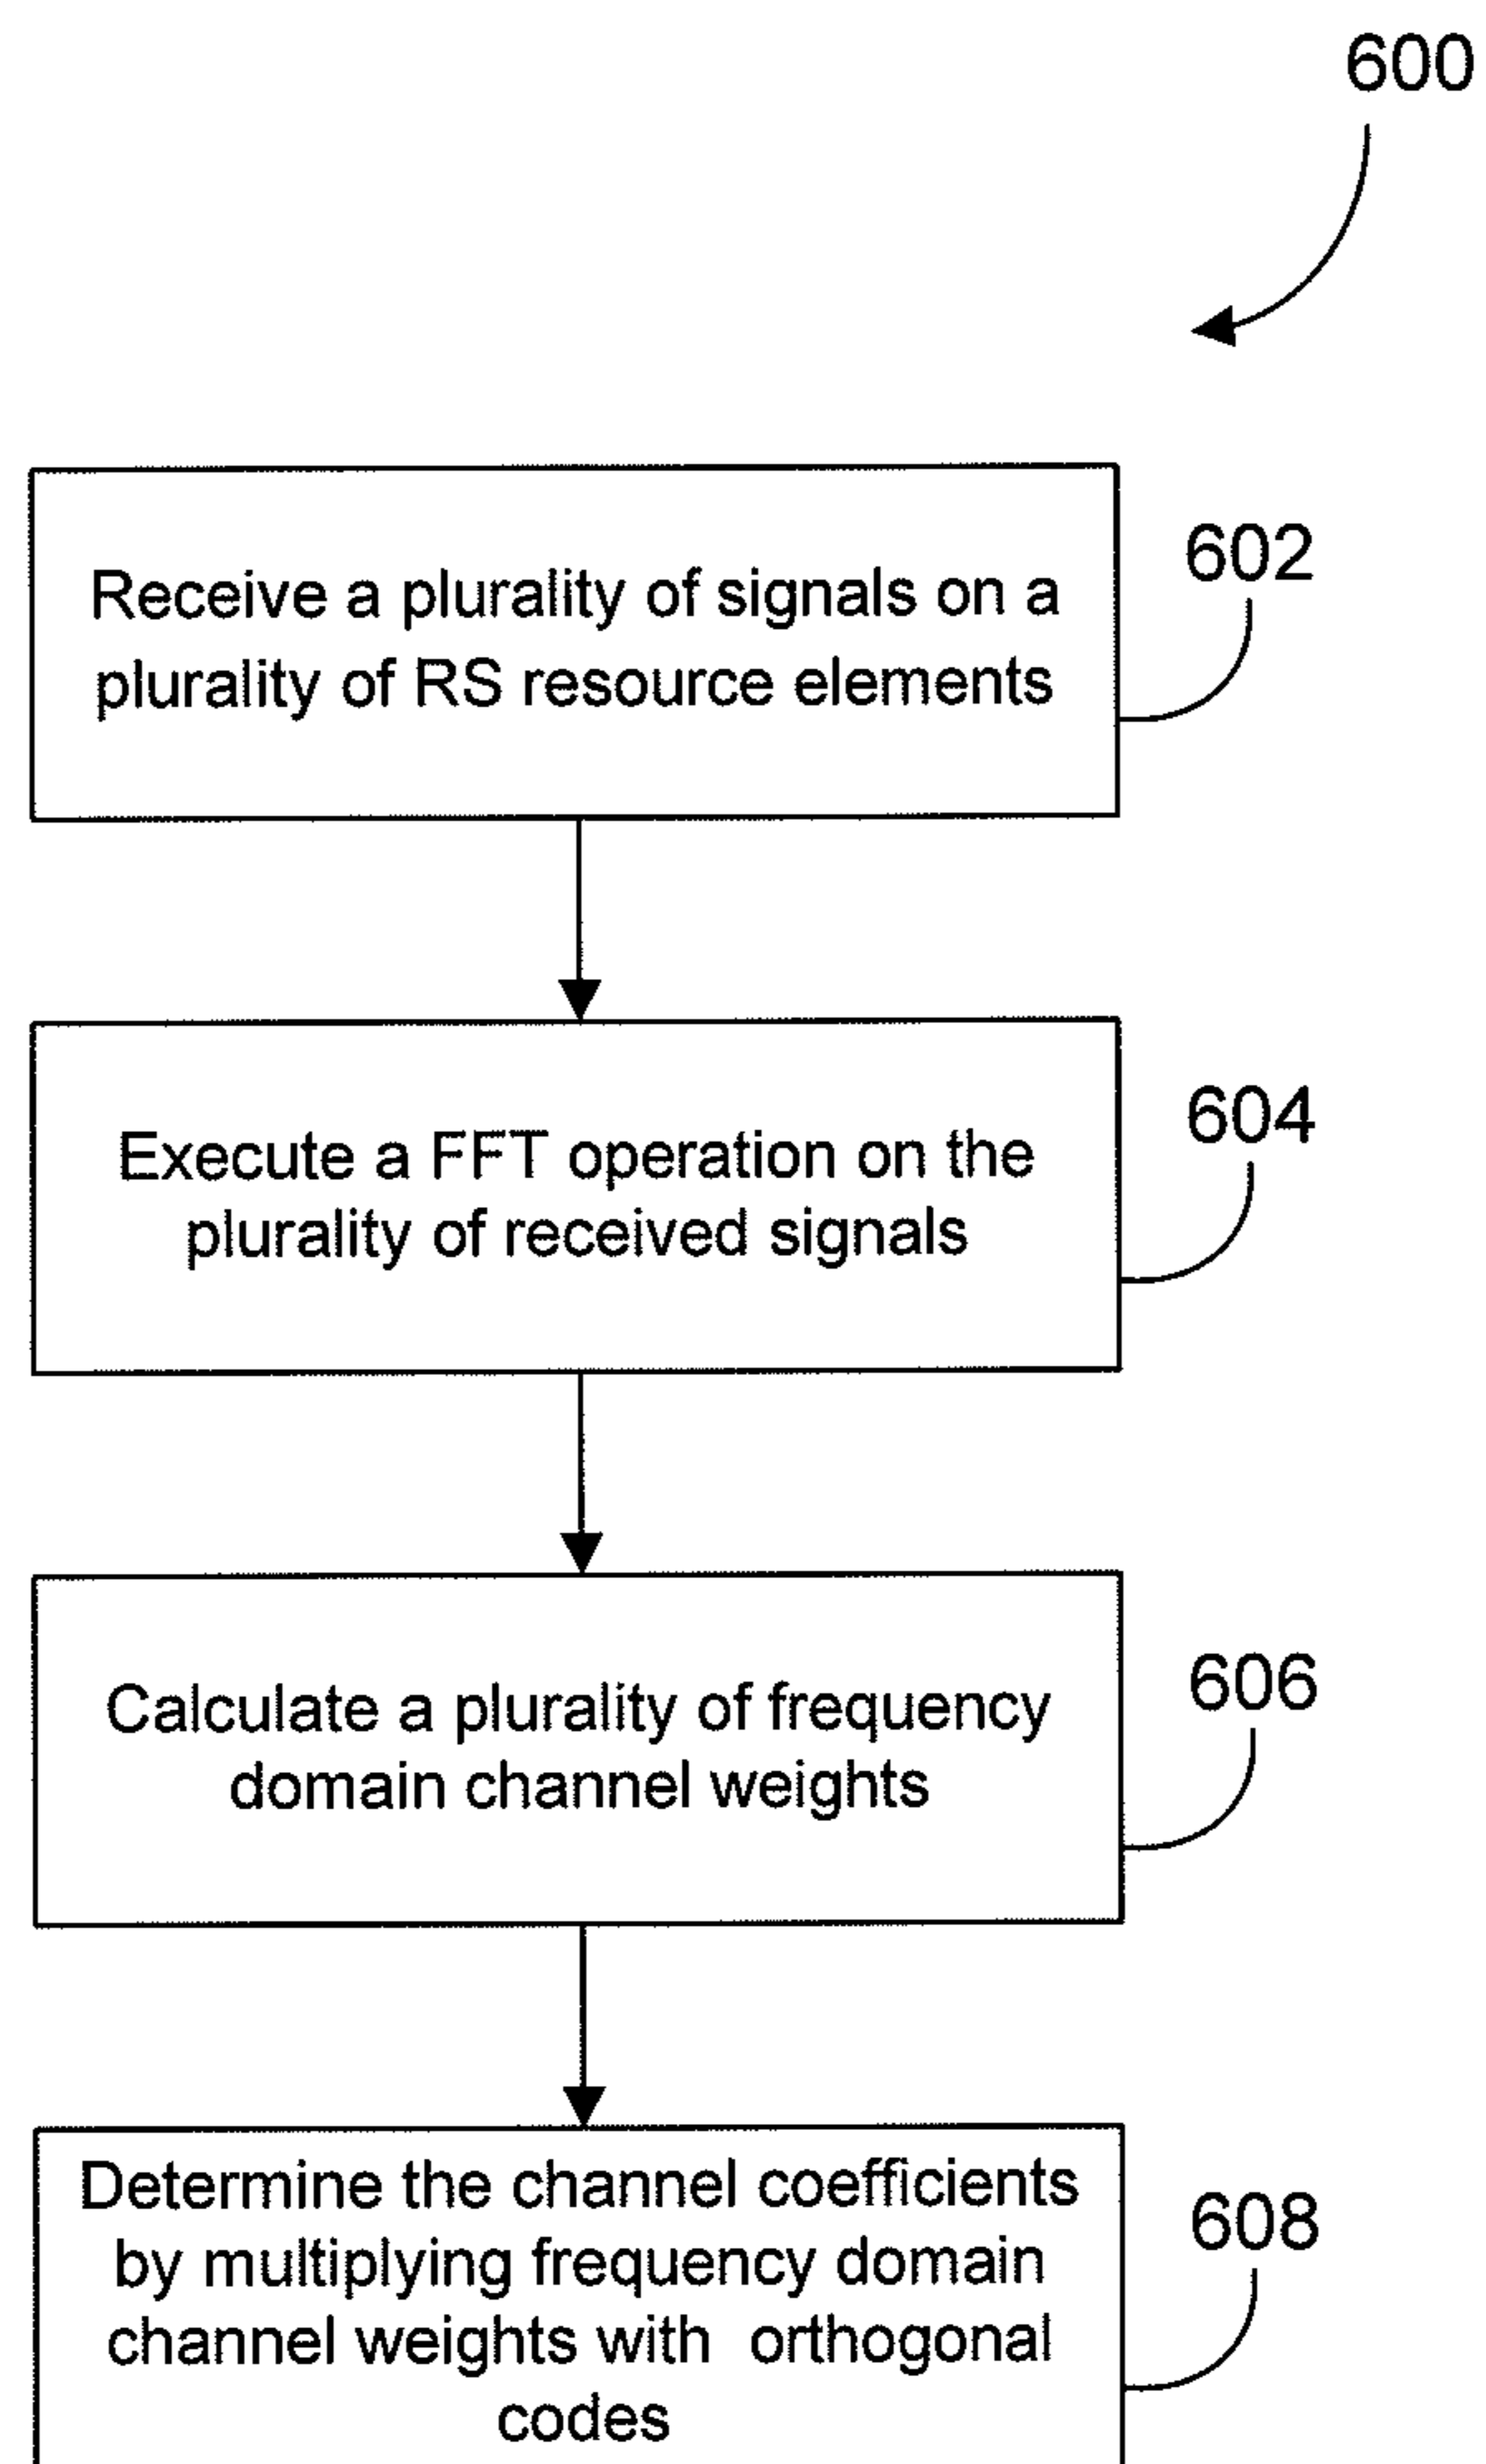 600
Receive a plurality of signals on a
plurality of RS resource elements
602
Execute a FFT operation on the
plurality of received signals
604
Calculate a plurality of frequency
domain channel weights
606
Determine the channel coefficients
by multiplying frequency domain
channel weights with orthogonal
codes
608